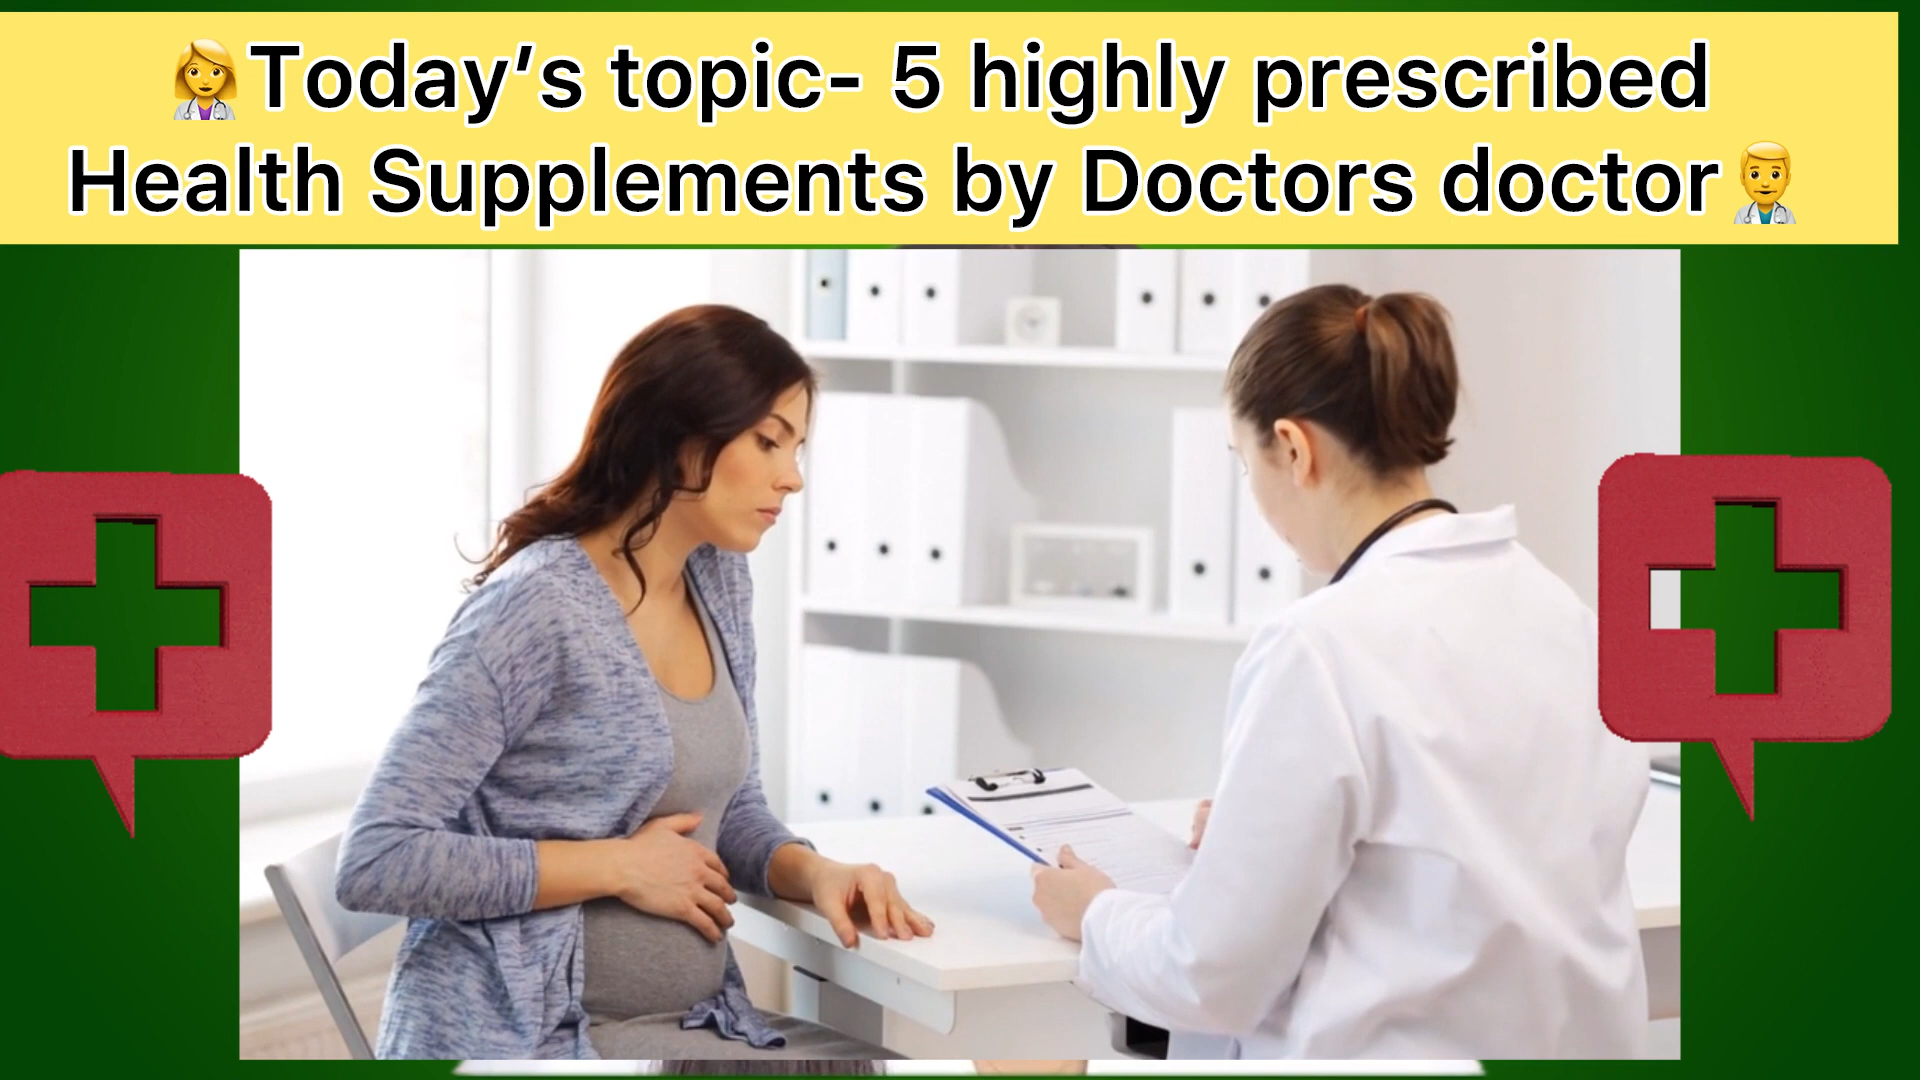 👩‍⚕️Today’s topic- 5 highly prescribed
Health Supplements by Doctors doctor👨‍⚕️